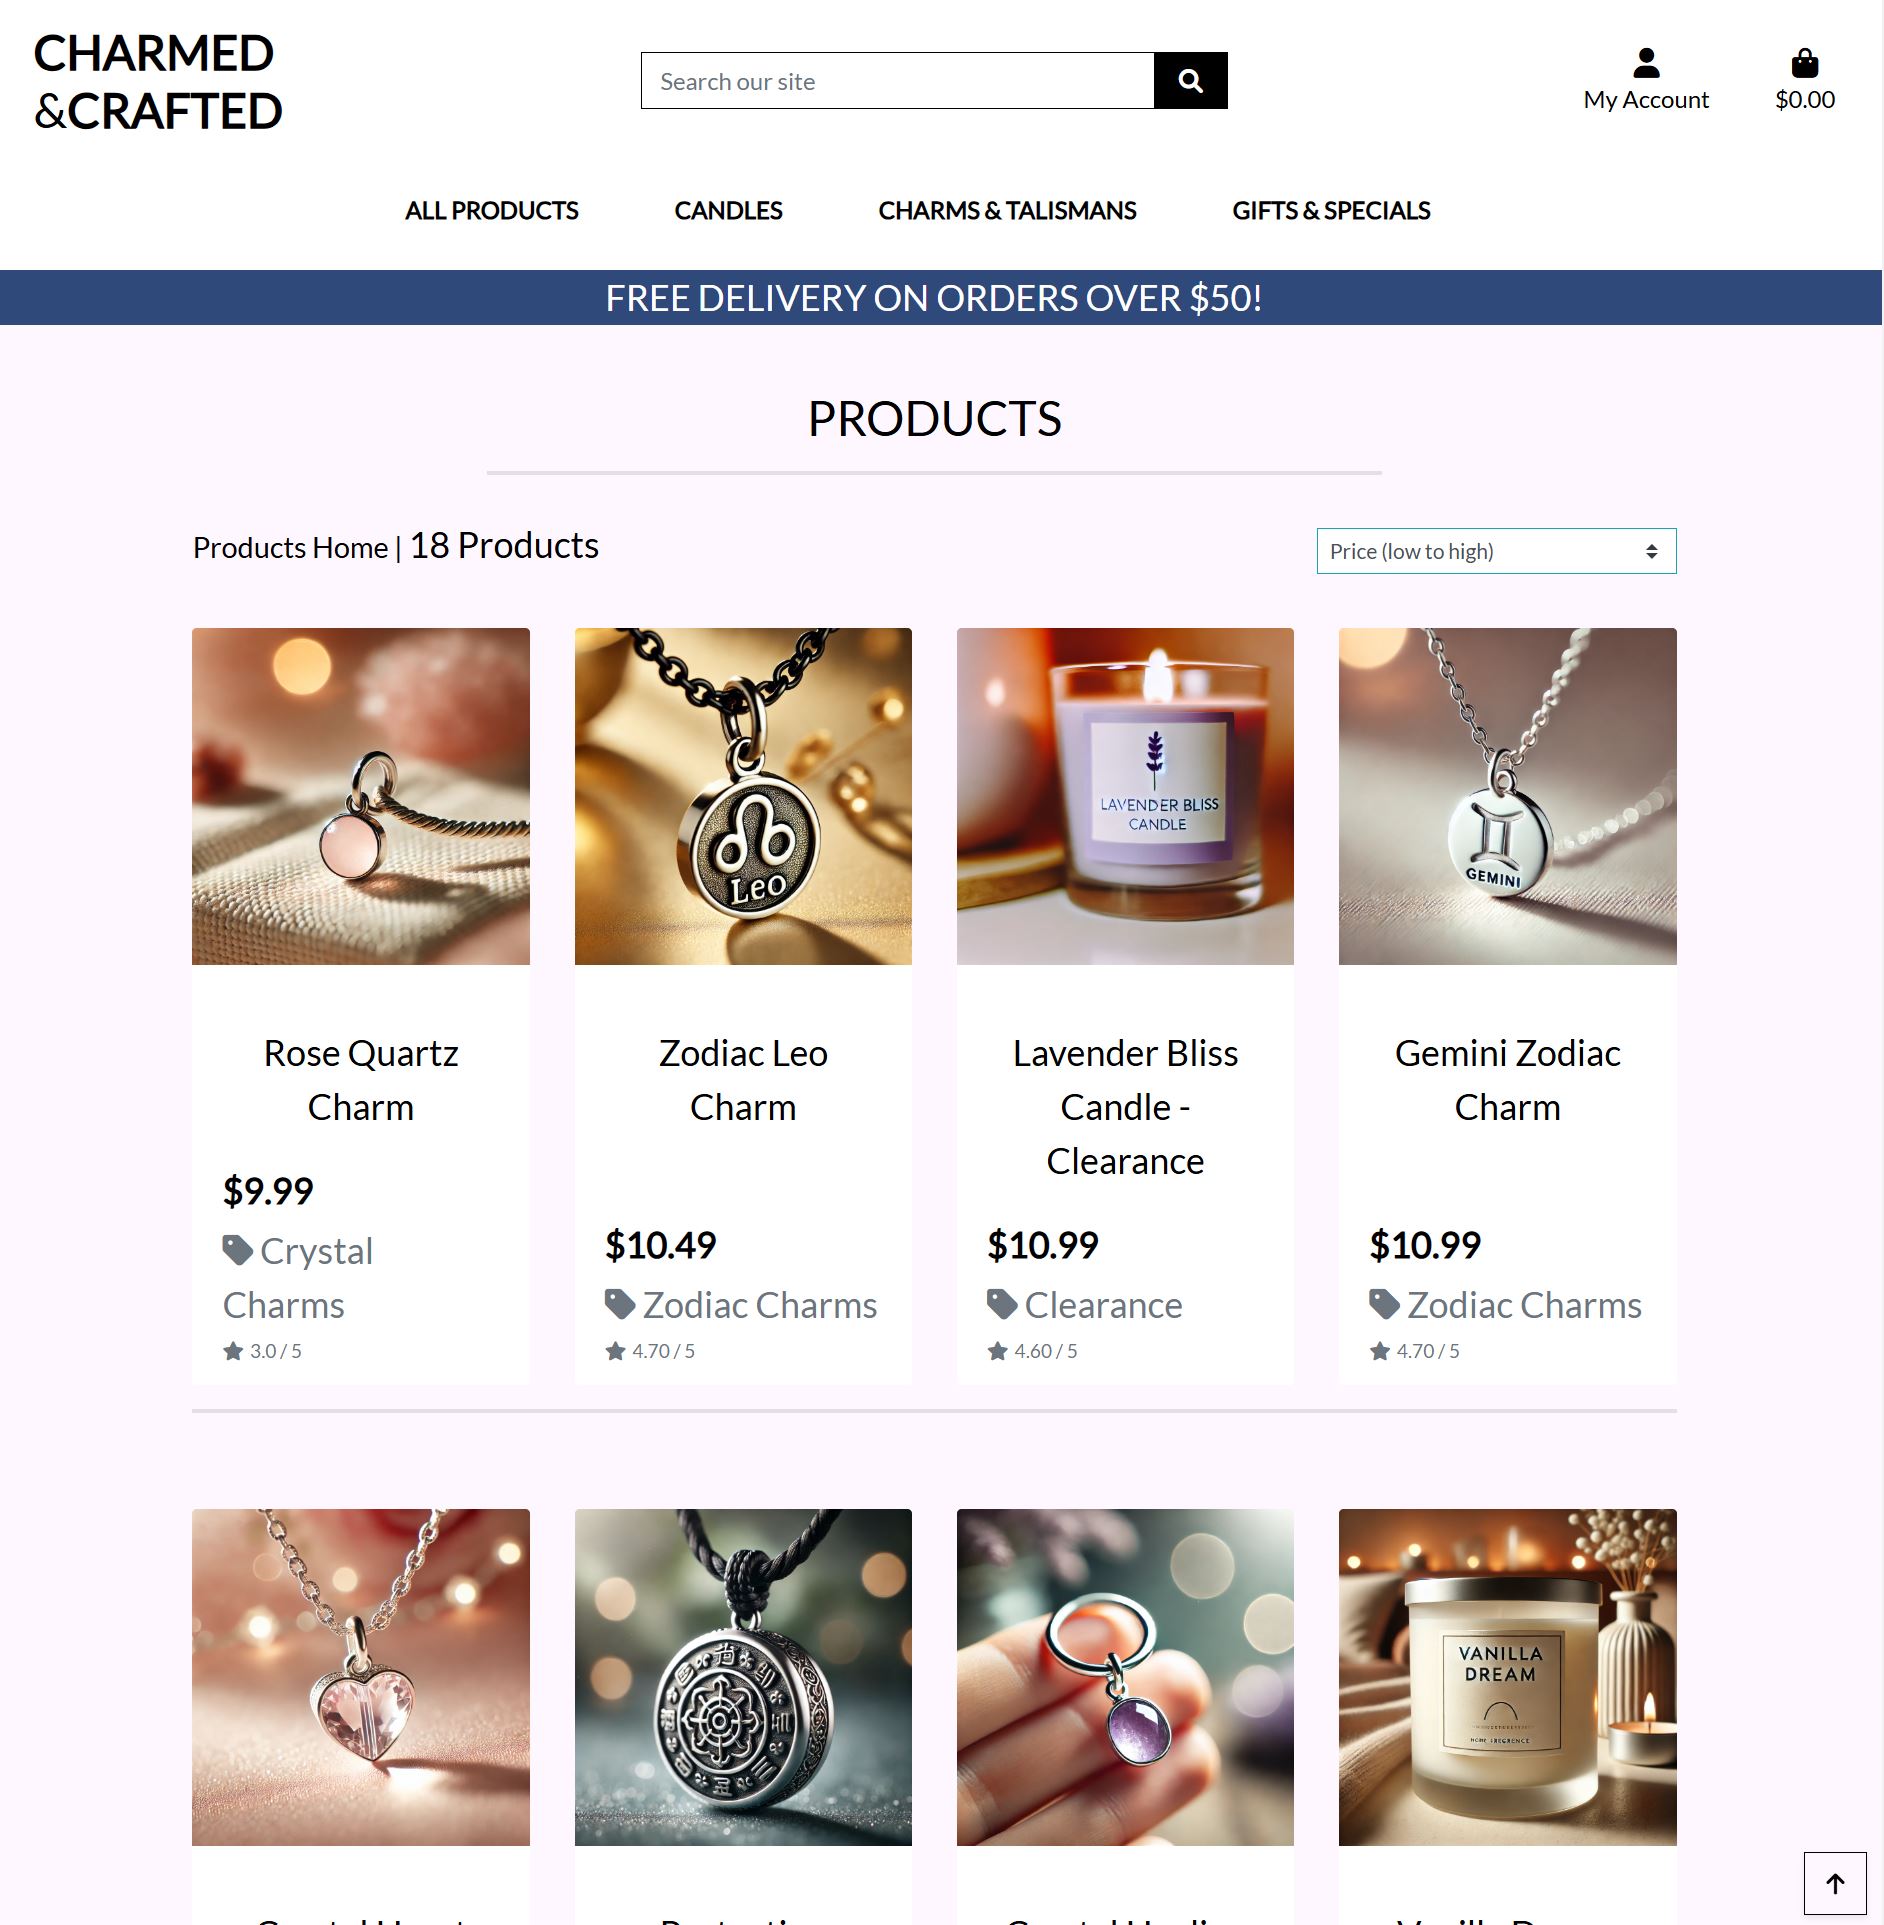 CHARMED
&CRAFTED
Search our site
My Account
$0.00
ALL PRODUCTS
CANDLES
CHARMS & TALISMANS
GIFTS & SPECIALS
FREE DELIVERY ON ORDERS OVER $50!
PRODUCTS
Products Home | 18 Products
Price (low to high)
Leo
LAVENDER BLISS
CANDLE
GEMINI
Rose Quartz
Charm
$9.99
Crystal
Charms
3.0 / 5
Zodiac Leo
Charm
$10.49
Zodiac Charms
4.70 / 5
Lavender Bliss
Candle -
Clearance
$10.99
Clearance
4.60 / 5
Gemini Zodiac
Charm
$10.99
Zodiac Charms
4.70 / 5
VANILLA
DREAM